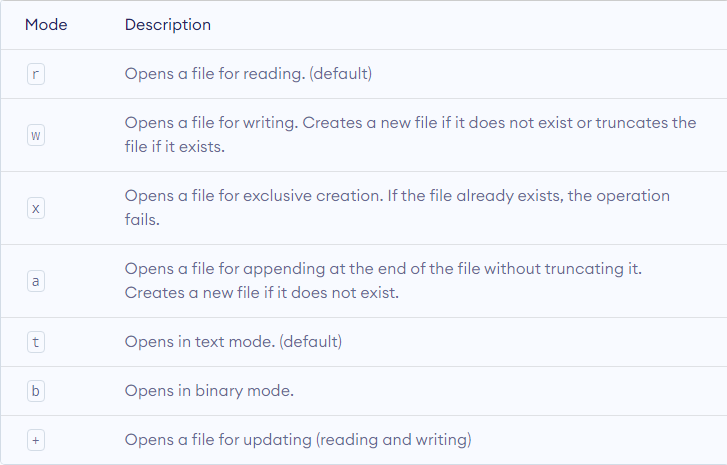 Mode Description
r Opens a file for reading. (default)
w Opens a file for writing. Creates a new file if it does not exist or truncates the
file if it exists.
x Opens a file for exclusive creation. If the file already exists, the operation
fails.
a Opens a file for appending at the end of the file without truncating it.
Creates a new file if it does not exist.
t Opens in text mode. (default)
b Opens in binary mode.
+ Opens a file for updating (reading and writing)